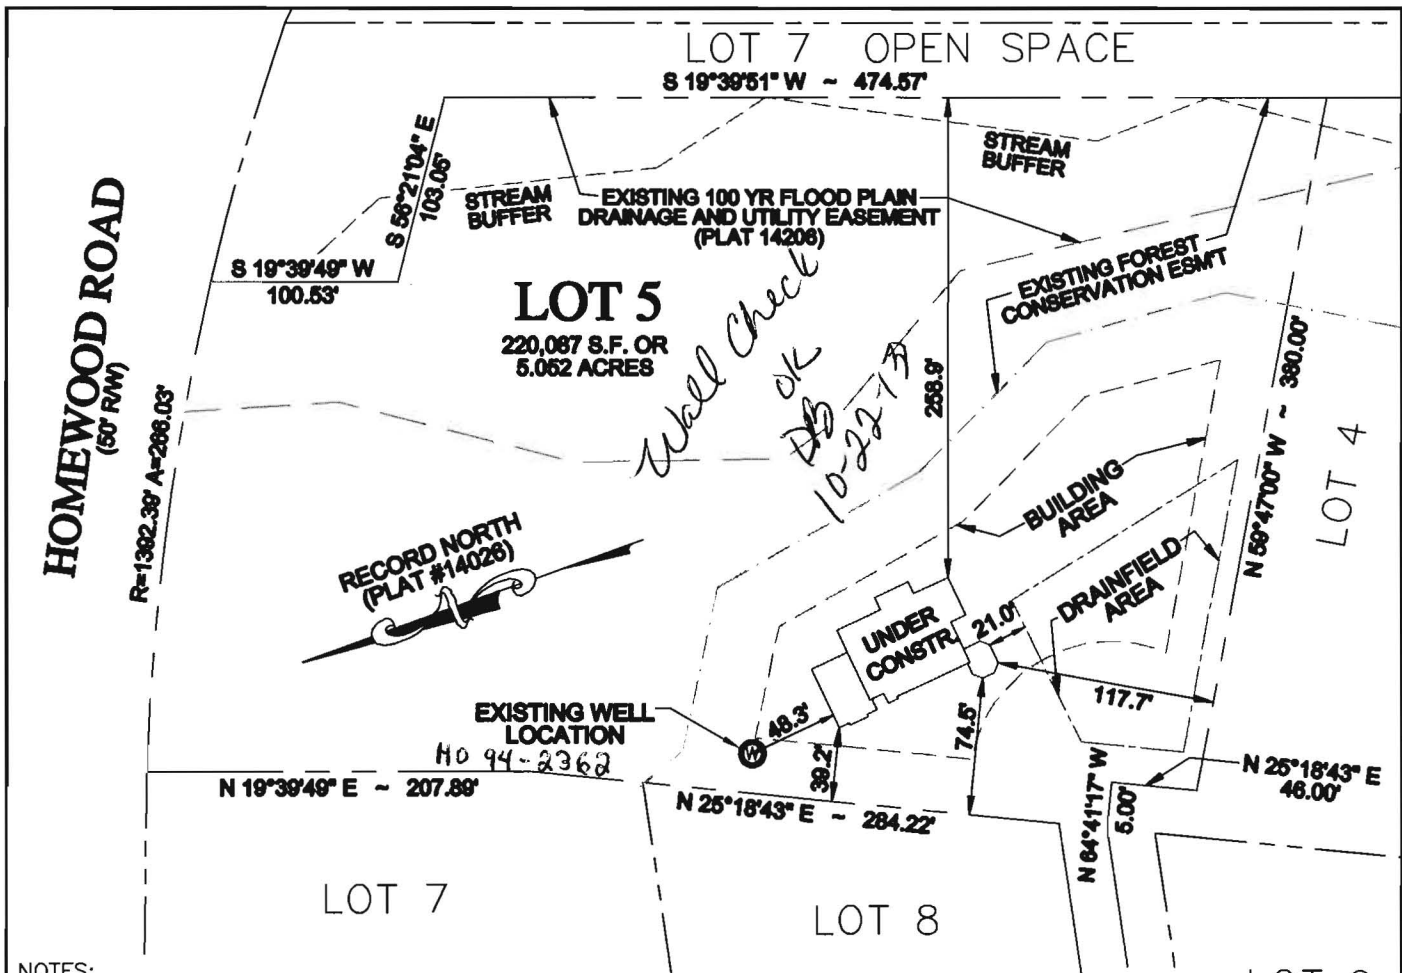 LOT 7 OPEN SPACE
S 19°39'51" W ~ 474.57'
STREAM
BUFFER
S 56°21'04" E
103.05'
STREAM
BUFFER
EXISTING 100 YR FLOOD PLAIN
DRAINAGE AND UTILITY EASEMENT
(PLAT 14206)
EXISTING FOREST
CONSERVATION ESM'T
S 19°39'49" W
100.53'
HOMEWOOD ROAD
(50' R/W)
R=1392.39' A=266.03'
LOT 5
220,067 S.F. OR
5.052 ACRES
Wall Check
OK
DB
10-22-13
258.9'
N 59°47'00" W ~ 380.00'
LOT 4
BUILDING
AREA
RECORD NORTH
(PLAT #14026)
DRAINFIELD
AREA
UNDER
CONSTR.
21.0'
117.7'
EXISTING WELL
LOCATION
HO 94-2362
W
48.3'
39.2'
74.5'
N 19°39'49" E ~ 207.89'
N 25°18'43" E ~ 284.22'
N 64°41'17" W
5.00'
N 25°18'43" E
46.00'
LOT 7
LOT 8
NOTES: